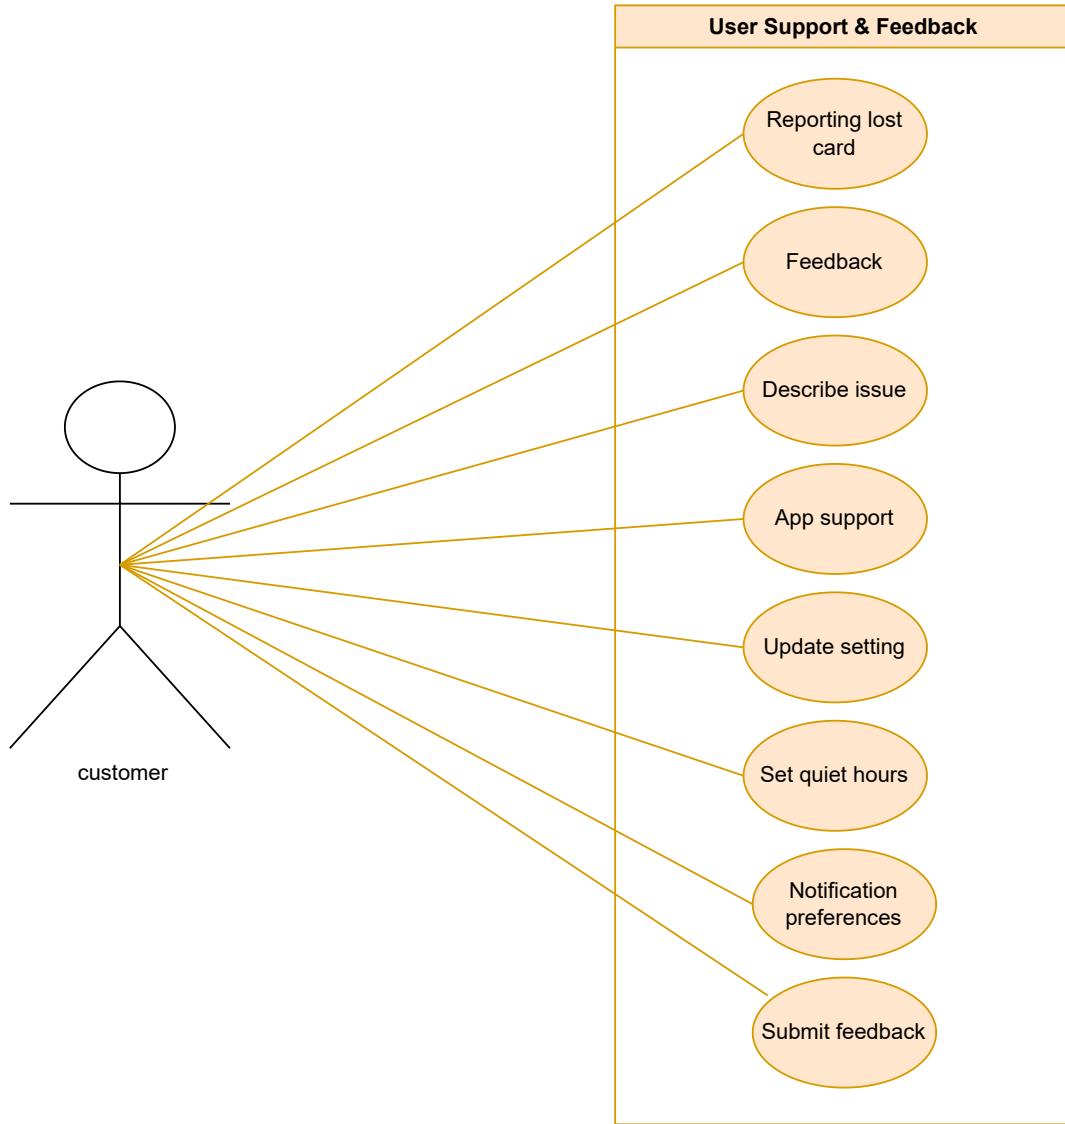 User Support & Feedback
Reporting lost
card
Feedback
Describe issue
App support
Update setting
Set quiet hours
customer
Notification
preferences
Submit feedback